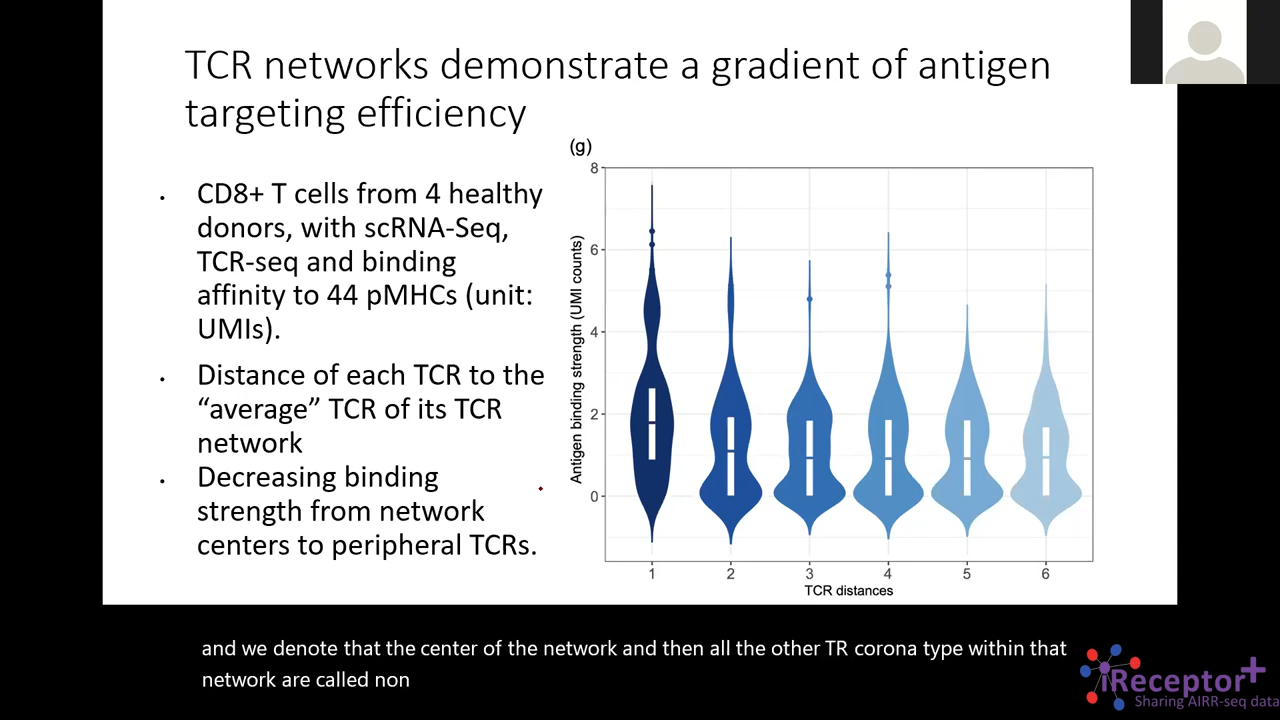 TCR networks demonstrate a gradient of antigen
targeting efficiency
• CD8+ T cells from 4 healthy
donors, with scRNA-Seq,
TCR-seq and binding
affinity to 44 pMHCs (unit:
UMIs).
• Distance of each TCR to the
“average” TCR of its TCR
network
• Decreasing binding
strength from network
centers to peripheral TCRs.
(g)
Antigen binding strength (UMI counts)
8
6
4
2
0
1 2 3 4 5 6
TCR distances
and we denote that the center of the network and then all the other TR corona type within that
network are called non
iReceptor+
Sharing AIRR-seq data